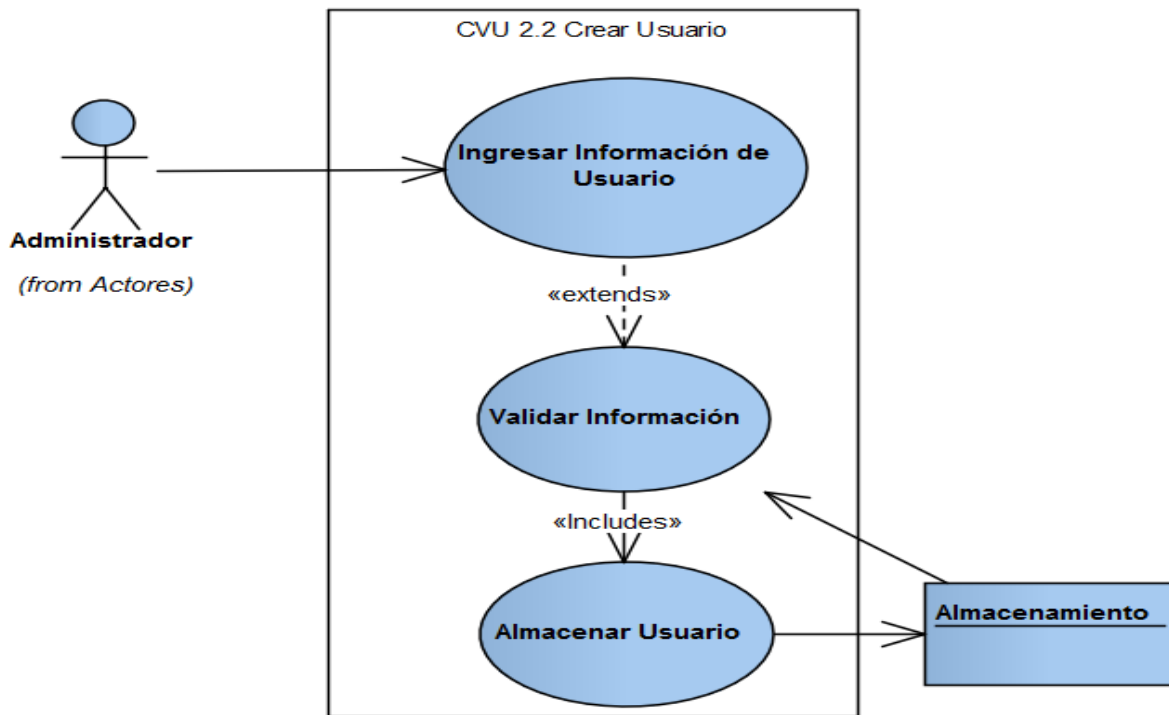 CVU 2.2 Crear Usuario
Ingresar Información de
Usuario
Administrador
(from Actores)
«extends»
Validar Información
«Includes»
Almacenar Usuario
Almacenamiento